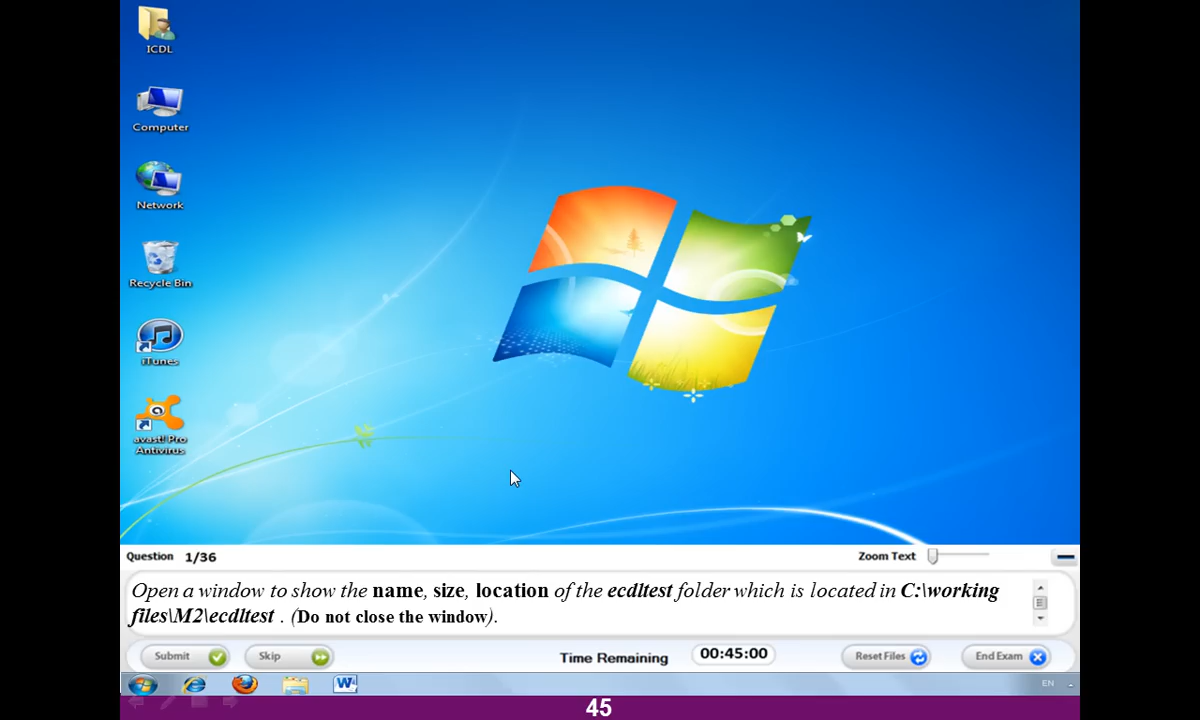 ICDL
Computer
Network
Recycle Bin
iTunes
avast! Pro
Antivirus
Question 1/36
Zoom Text
Open a window to show the name, size, location of the ecdltest folder which is located in C:\working
files\M2\ecdltest . (Do not close the window).
Submit
Skip
Time Remaining
00:45:00
Reset Files
End Exam
EN
45